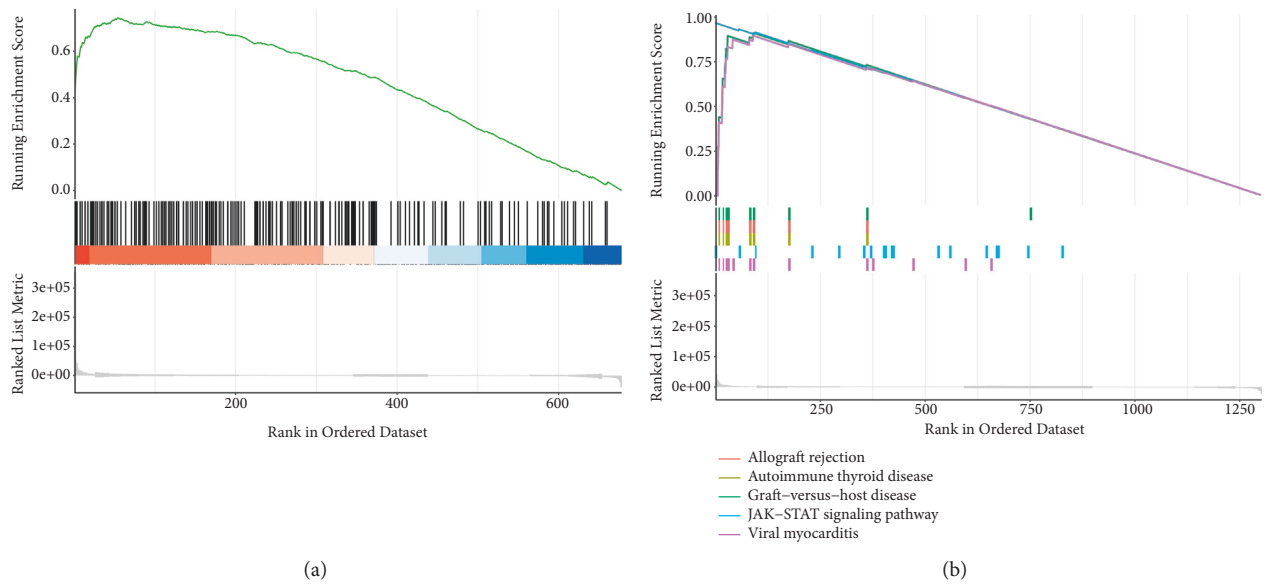 Running Enrichment Score
0.6
0.4
0.2
0.0
Ranked List Metric
3e+05
2e+05
1e+05
0e+00
200
400
600
Rank in Ordered Dataset
(a)
Running Enrichment Score
1.00
0.75
0.50
0.25
0.00
Ranked List Metric
3e+05
2e+05
1e+05
0e+00
250
500
750
1000
1250
Rank in Ordered Dataset
Allograft rejection
Autoimmune thyroid disease
Graft−versus−host disease
JAK−STAT signaling pathway
Viral myocarditis
(b)